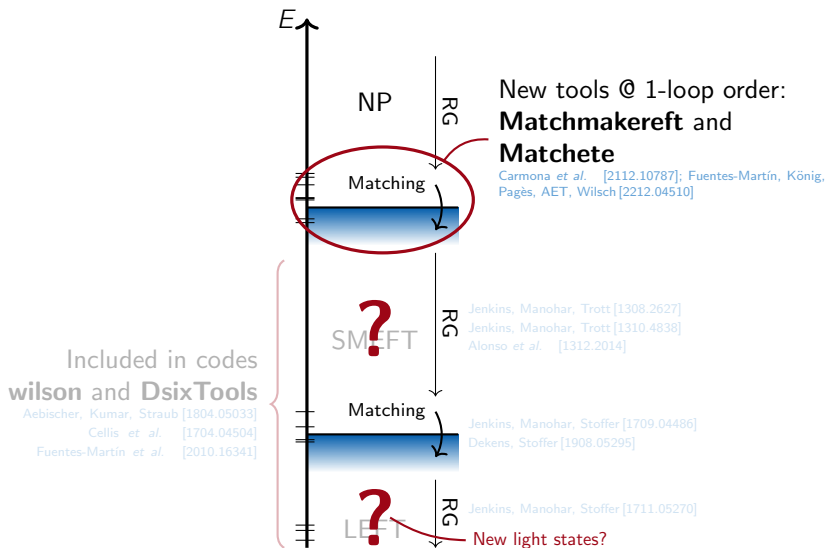 E
NP
RG
New tools @ 1-loop order:
Matchmakereft and
Matchete
Carmona et al. [2112.10787]; Fuentes-Martín, König,
Pagès, AET, Wilsch [2212.04510]
Matching
?
SMEFT
RG
Jenkins, Manohar, Trott [1308.2627]
Jenkins, Manohar, Trott [1310.4838]
Alonso et al. [1312.2014]
Included in codes
wilson and DsixTools
Aebischer, Kumar, Straub [1804.05033]
Cellis et al. [1704.04504]
Fuentes-Martín et al. [2010.16341]
Matching
Jenkins, Manohar, Stoffer [1709.04486]
Dekens, Stoffer [1908.05295]
?
LEFT
RG
Jenkins, Manohar, Stoffer [1711.05270]
New light states?